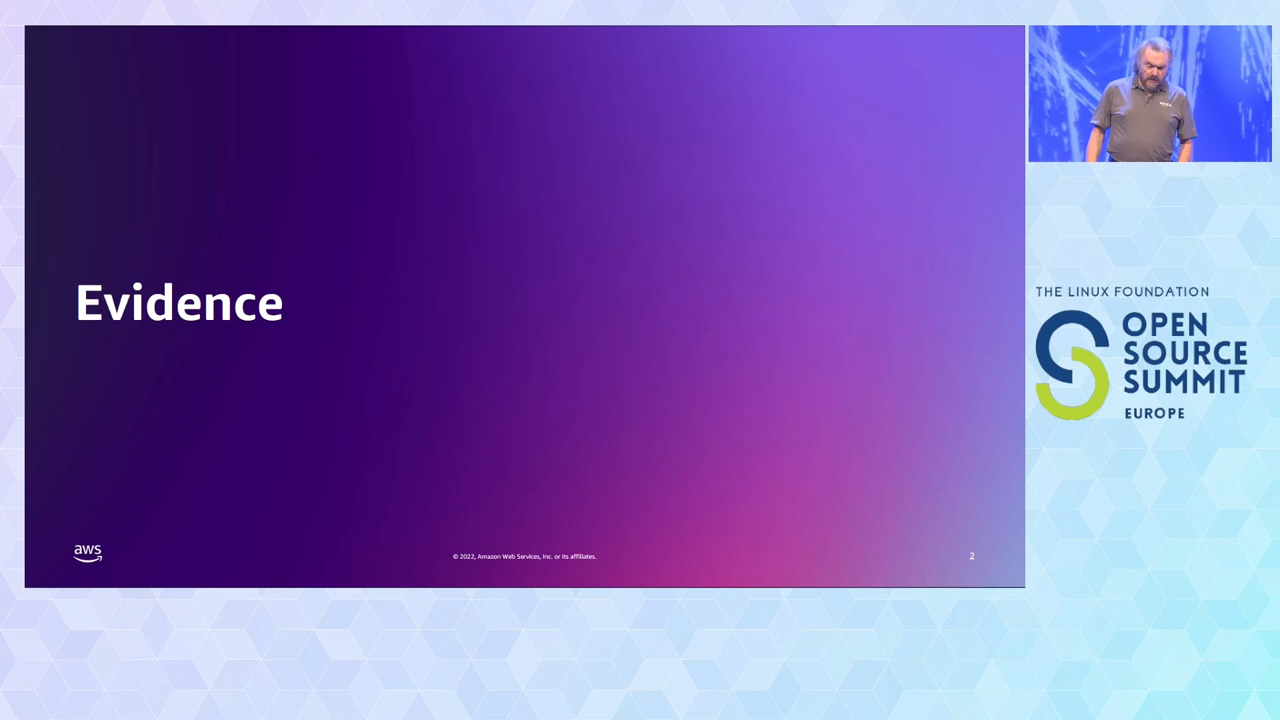 Evidence
aws
© 2022, Amazon Web Services, Inc. or its affiliates.
2
THE LINUX FOUNDATION
OPEN
SOURCE
SUMMIT
EUROPE